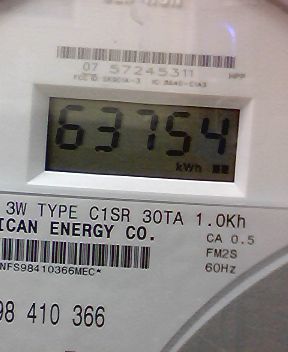 07 57245311 HPP
63754
kWh
3W TYPE C1SR 30TA 1.0Kh
ICAN ENERGY CO.
CA 0.5
FM2S
NFS98410366MEC*
60Hz
98 410 366